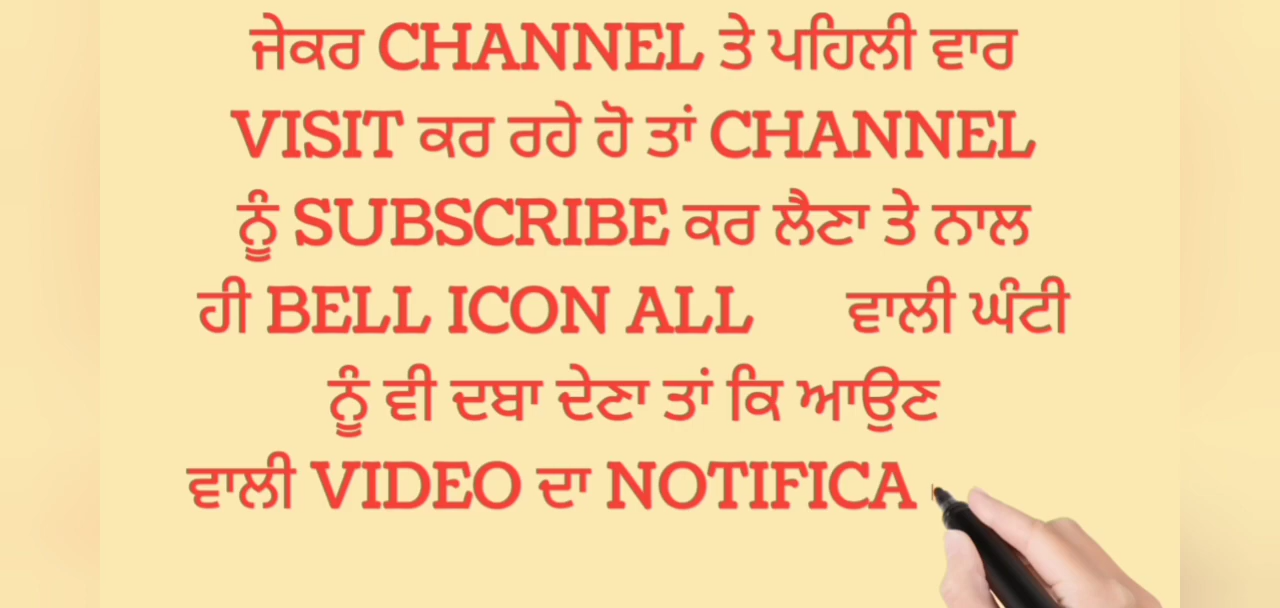 ਜੇਕਰ CHANNEL ਤੇ ਪਹਿਲੀ ਵਾਰ
VISIT ਕਰ ਰਹੇ ਹੋ ਤਾਂ CHANNEL
ਨੂੰ SUBSCRIBE ਕਰ ਲੈਣਾ ਤੇ ਨਾਲ
ਹੀ BELL ICON ALL ਵਾਲੀ ਘੰਟੀ
ਨੂੰ ਵੀ ਦਬਾ ਦੇਣਾ ਤਾਂ ਕਿ ਆਉਣ
ਵਾਲੀ VIDEO ਦਾ NOTIFICA